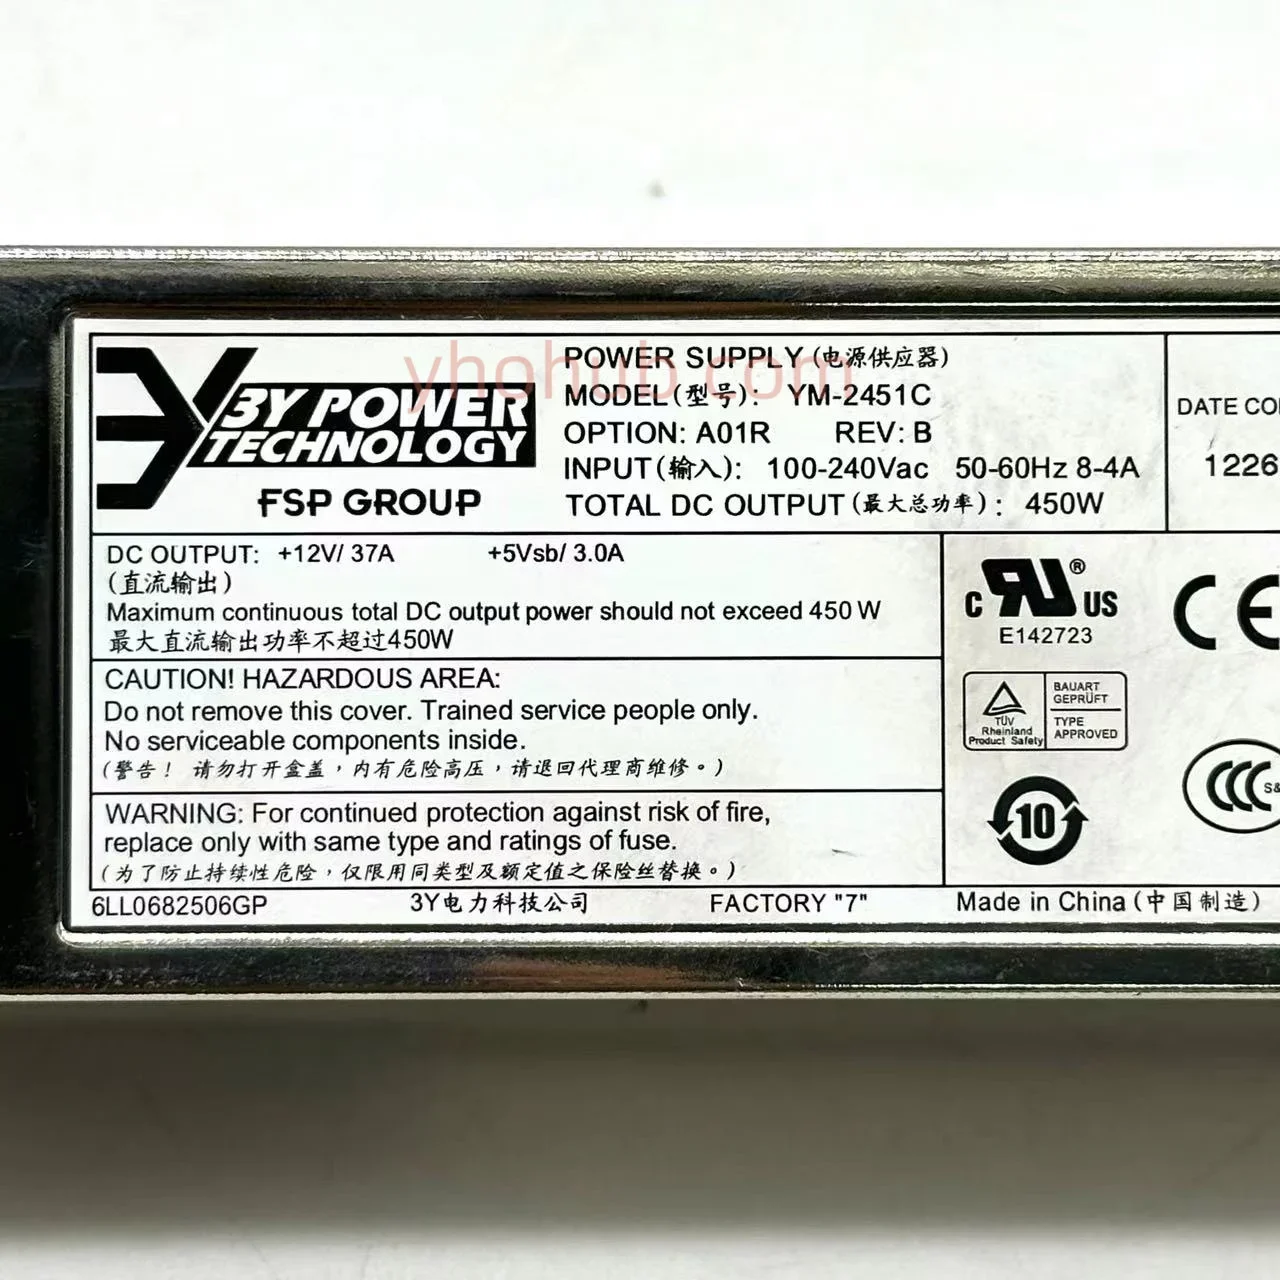 3Y POWER
TECHNOLOGY
FSP GROUP
yhohub.com
POWER SUPPLY (电源供应器)
MODEL (型号): YM-2451C
OPTION: A01R REV: B
INPUT (输入): 100-240Vac 50-60Hz 8-4A
TOTAL DC OUTPUT (最大总功率): 450W
DATE CO
1226
DC OUTPUT: +12V/ 37A +5Vsb/ 3.0A
(直流输出)
Maximum continuous total DC output power should not exceed 450 W
最大直流输出功率不超过450W
CAUTION! HAZARDOUS AREA:
Do not remove this cover. Trained service people only.
No serviceable components inside.
(警告! 请勿打开盒盖,内有危险高压,请退回代理商维修。)
WARNING: For continued protection against risk of fire,
replace only with same type and ratings of fuse.
(为了防止持续性危险,仅限用同类型及额定值之保险丝替换。)
c RU ® US
E142723
CE
TÜV
Rheinland
Product Safety
BAUART
GEPRÜFT
TYPE
APPROVED
10
CCC S&
6LL0682506GP 3Y电力科技公司 FACTORY "7" Made in China (中国制造)